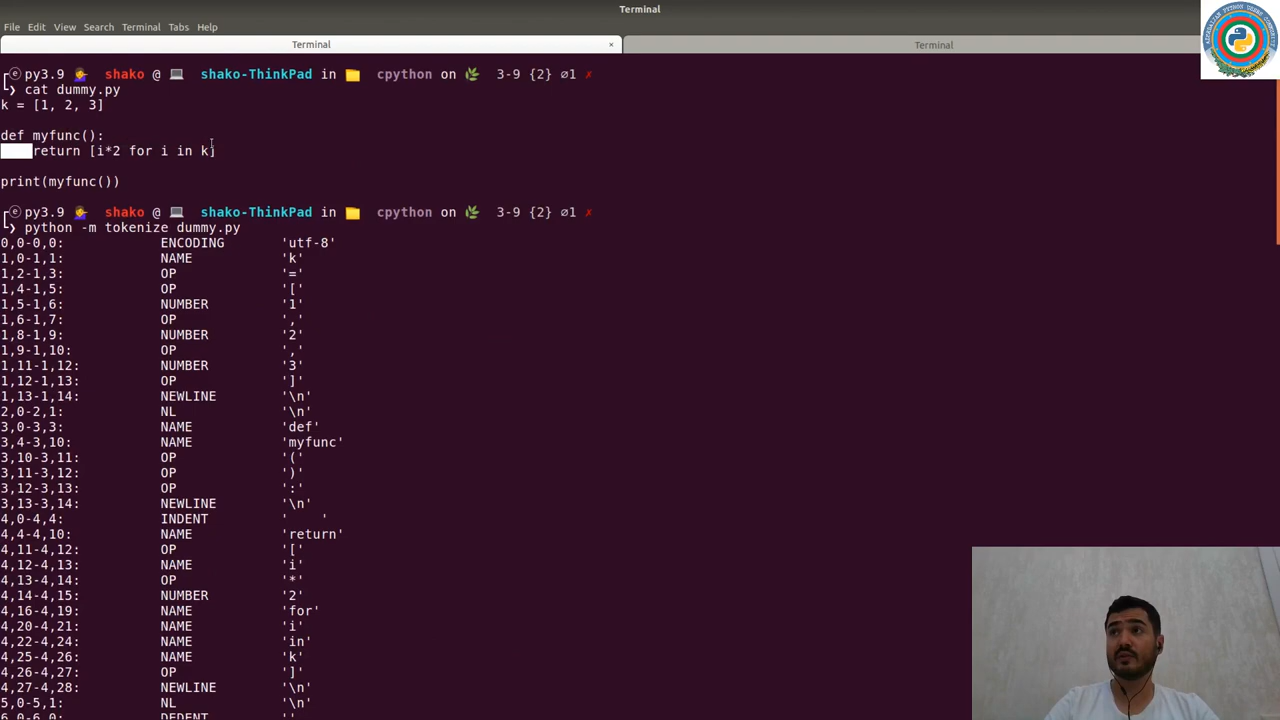 Terminal
File Edit View Search Terminal Tabs Help
Terminal × Terminal
py3.9 shako @ shako-ThinkPad in cpython on 3-9 {2} ∅1 ✗
❯ cat dummy.py
k = [1, 2, 3]
def myfunc():
return [i*2 for i in k]
print(myfunc())
py3.9 shako @ shako-ThinkPad in cpython on 3-9 {2} ∅1 ✗
❯ python -m tokenize dummy.py
0,0-0,0: ENCODING 'utf-8'
1,0-1,1: NAME 'k'
1,2-1,3: OP '='
1,4-1,5: OP '['
1,5-1,6: NUMBER '1'
1,6-1,7: OP ','
1,8-1,9: NUMBER '2'
1,9-1,10: OP ','
1,11-1,12: NUMBER '3'
1,12-1,13: OP ']'
1,13-1,14: NEWLINE '\n'
2,0-2,1: NL '\n'
3,0-3,3: NAME 'def'
3,4-3,10: NAME 'myfunc'
3,10-3,11: OP '('
3,11-3,12: OP ')'
3,12-3,13: OP ':'
3,13-3,14: NEWLINE '\n'
4,0-4,4: INDENT '    '
4,4-4,10: NAME 'return'
4,11-4,12: OP '['
4,12-4,13: NAME 'i'
4,13-4,14: OP '*'
4,14-4,15: NUMBER '2'
4,16-4,19: NAME 'for'
4,20-4,21: NAME 'i'
4,22-4,24: NAME 'in'
4,25-4,26: NAME 'k'
4,26-4,27: OP ']'
4,27-4,28: NEWLINE '\n'
5,0-5,1: NL '\n'
6,0-6,0: DEDENT ''
AZERBAIJAN PYTHON USERS COMMUNITY